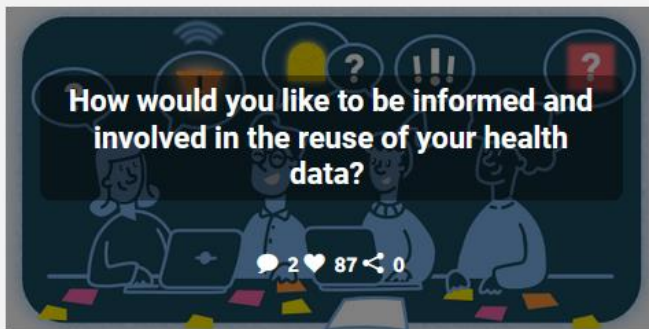 How would you like to be informed and
involved in the reuse of your health
data?
2 87 0